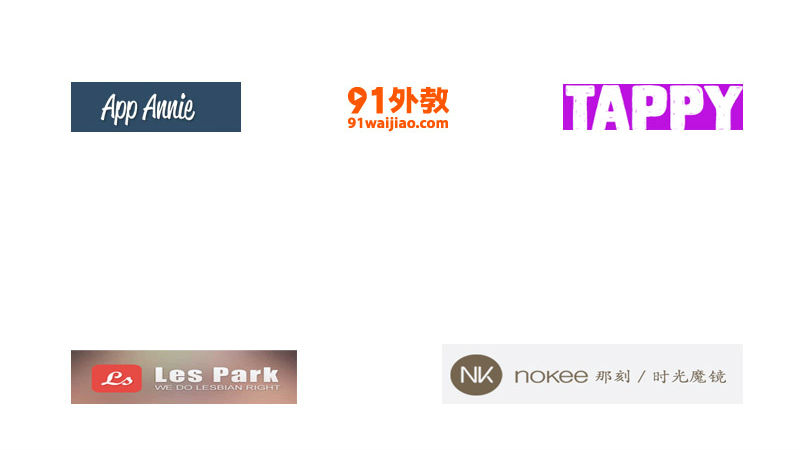 App Annie
91外教
91waijiao.com
TAPPY
Ls
Les Park
WE DO LESBIAN RIGHT
NK
nokee 那刻 / 时光魔镜